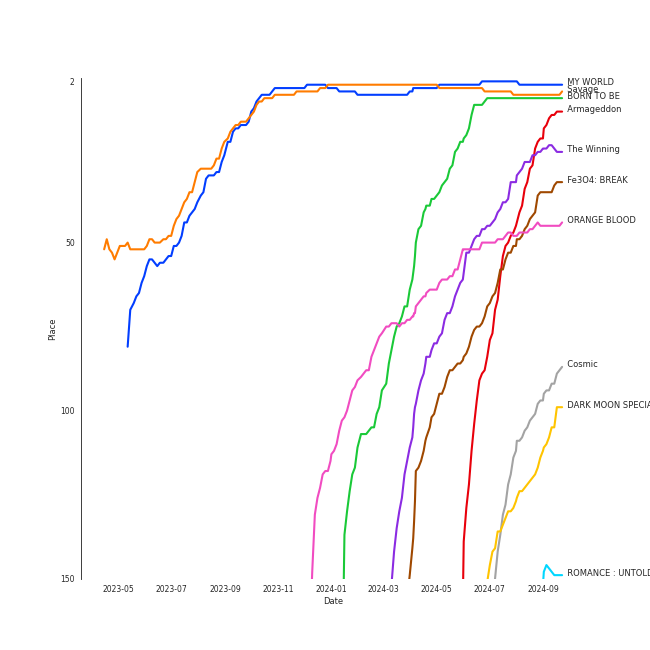 2
50
100
150
Place
2023-05
2023-07
2023-09
2023-11
2024-01
2024-03
2024-05
2024-07
2024-09
Date
MY WORLD
Savage
BORN TO BE
Armageddon
The Winning
Fe3O4: BREAK
ORANGE BLOOD
Cosmic
DARK MOON SPECIA
ROMANCE : UNTOLD